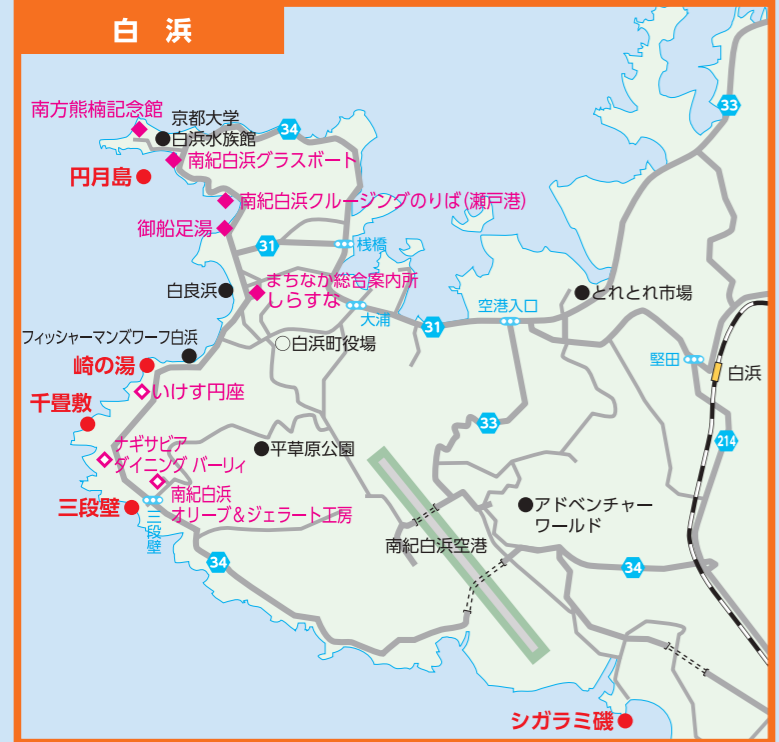 白 浜
33
南方熊楠記念館
京都大学
白浜水族館
34
南紀白浜グラスボート
円月島
南紀白浜クルージングのりば(瀬戸港)
御船足湯
31
桟橋
まちなか総合案内所
しらすな
白良浜
とれとれ市場
空港入口
大浦
31
フィッシャーマンズワーフ白浜
○白浜町役場
堅田
白浜
崎の湯
いけす円座
千畳敷
33
214
ナギサビア
ダイニング バーリィ
平草原公園
南紀白浜
オリーブ&ジェラート工房
三段壁
三段壁
アドベンチャー
ワールド
南紀白浜空港
34
34
シガラミ磯